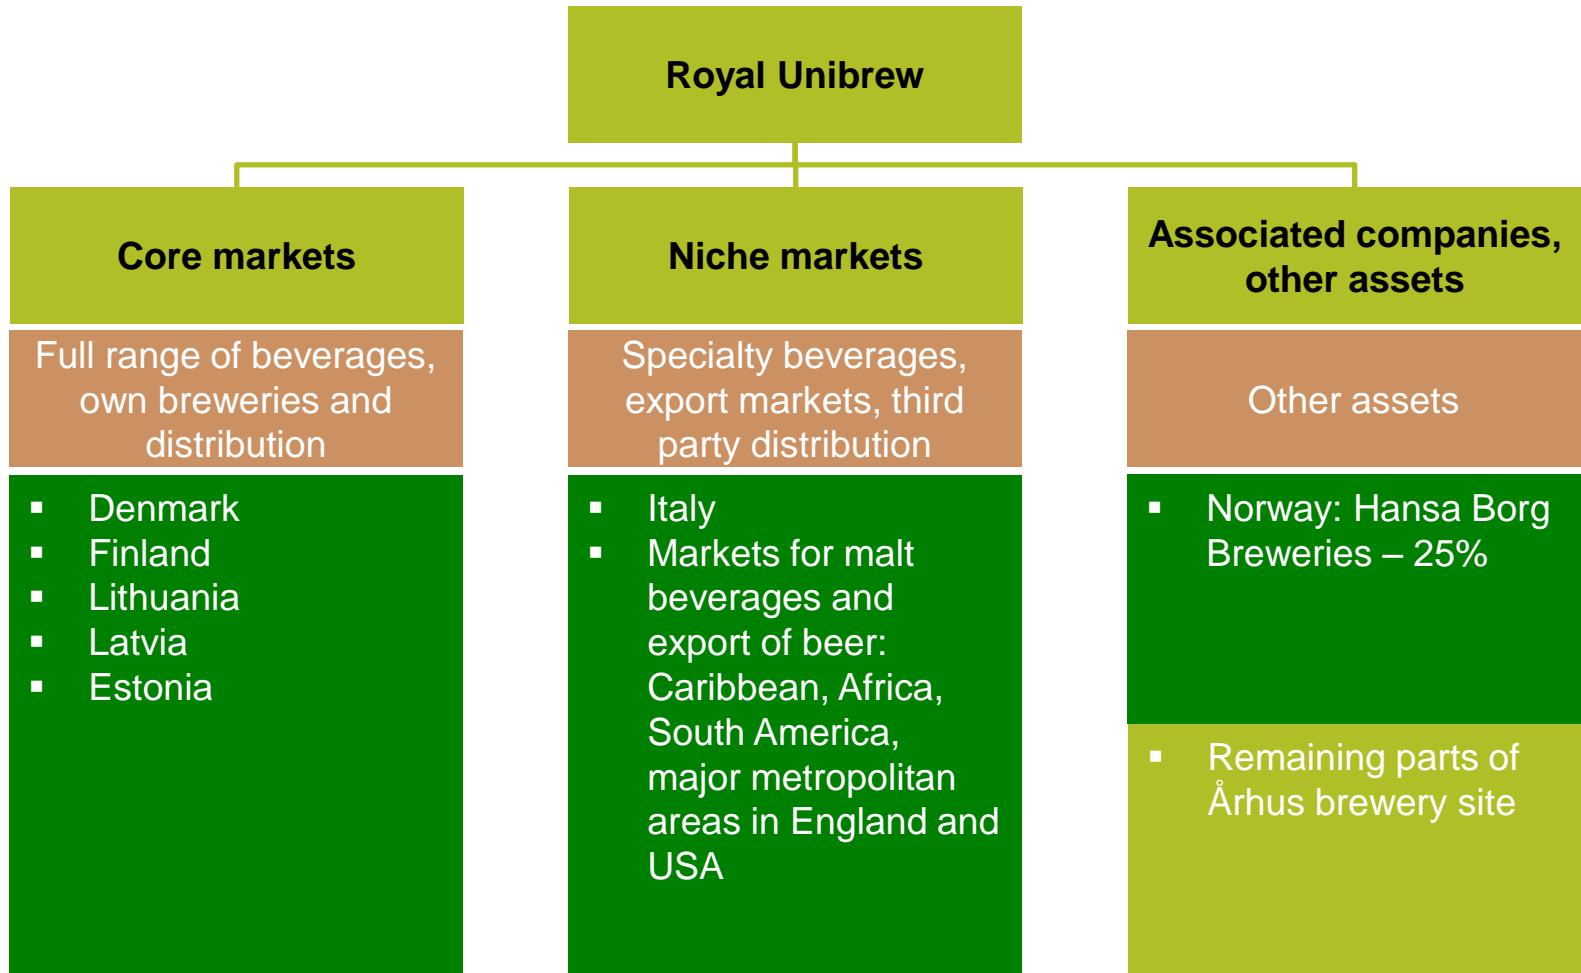 Royal Unibrew
Core markets
Full range of beverages,
own breweries and
distribution
▪ Denmark
▪ Finland
▪ Lithuania
▪ Latvia
▪ Estonia
Niche markets
Specialty beverages,
export markets, third
party distribution
▪ Italy
▪ Markets for malt
beverages and
export of beer:
Caribbean, Africa,
South America,
major metropolitan
areas in England and
USA
Associated companies,
other assets
Other assets
▪ Norway: Hansa Borg
Breweries – 25%
▪ Remaining parts of
Århus brewery site